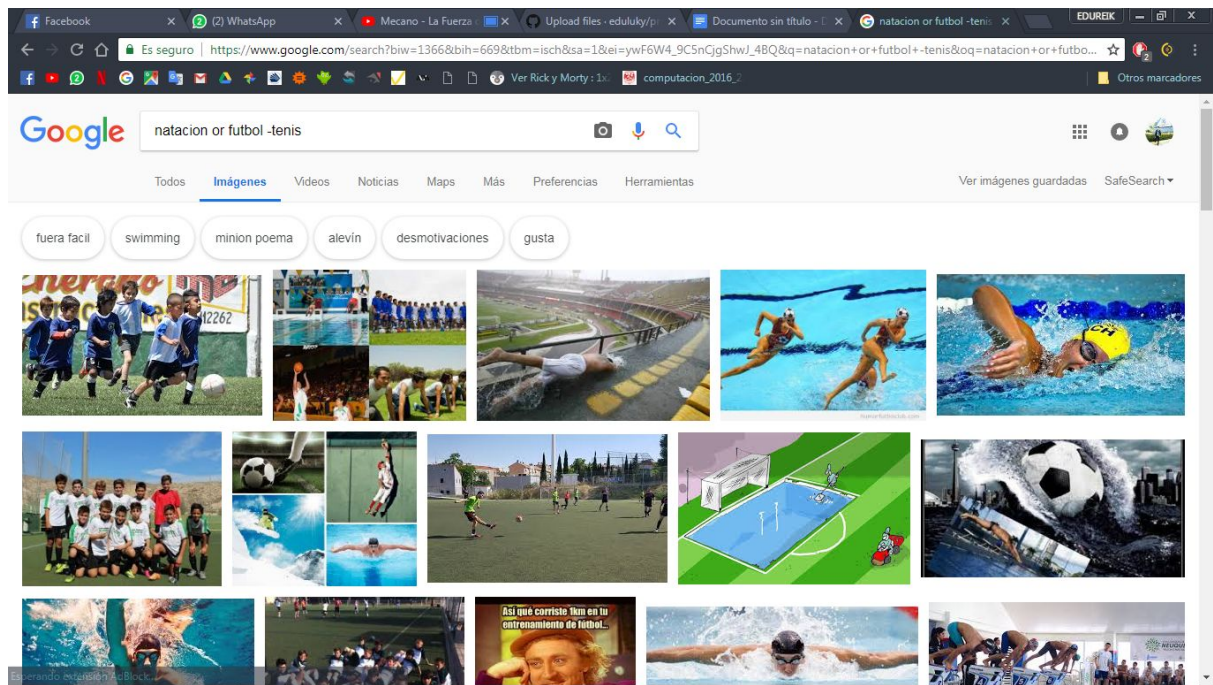 Facebook
(2) WhatsApp
Mecano - La Fuerza
Upload files · eduluky/p
Documento sin título - D
natacion or futbol -tenis
EDUREIK
Es seguro
https://www.google.com/search?biw=1366&bih=669&tbm=isch&sa=1&ei=ywF6W4_9C5nCjgShwJ_4BQ&q=natacion+or+futbol+-tenis&oq=natacion+or+futbo...
Ver Rick y Morty : 1x
computacion_2016_2
Otros marcadores
Google
natacion or futbol -tenis
Todos
Imágenes
Videos
Noticias
Maps
Más
Preferencias
Herramientas
Ver imágenes guardadas
SafeSearch
fuera facil
swimming
minion poema
alevín
desmotivaciones
gusta
12262
CH
Así que corriste 1km en tu
entrenamiento de fútbol...
Esperando extensión AdBlock...